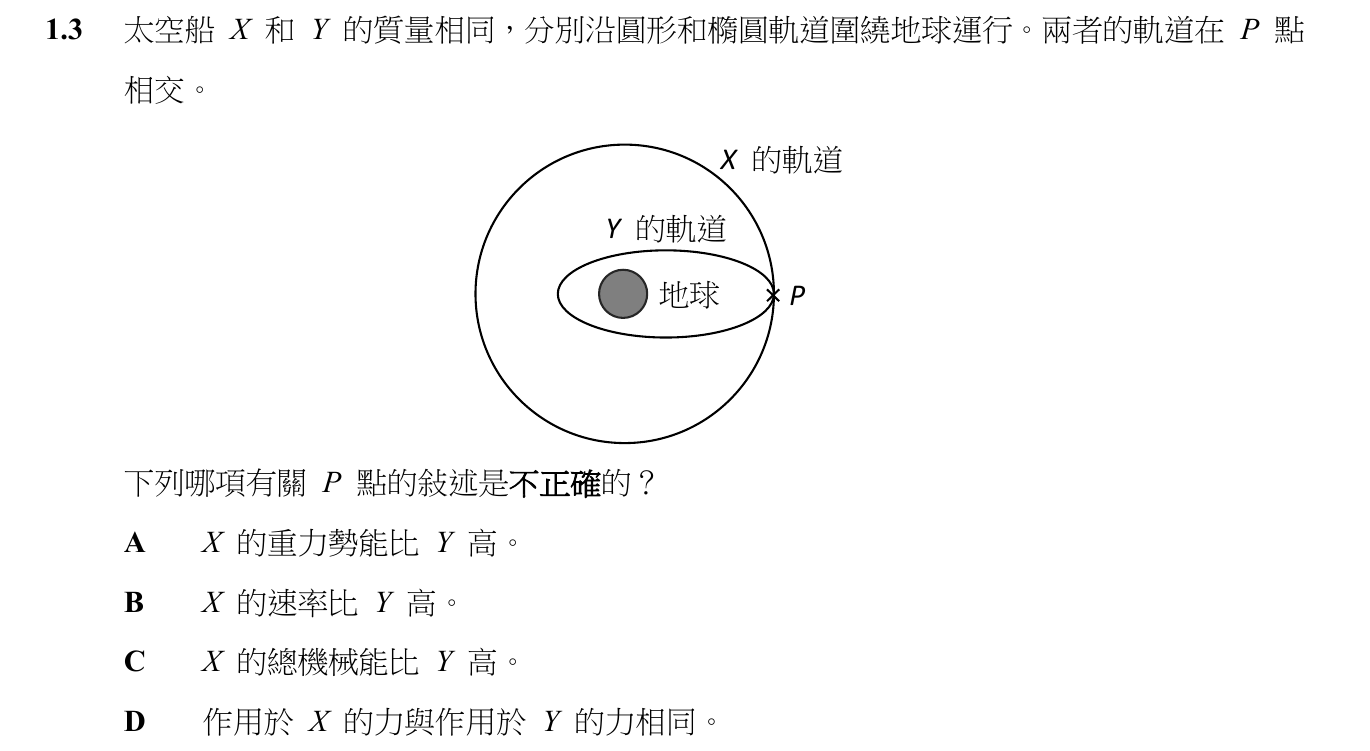 1.3 太空船 X 和 Y 的質量相同，分別沿圓形和橢圓軌道圍繞地球運行。兩者的軌道在 P 點
相交。
X 的軌道
Y 的軌道
地球
P
下列哪項有關 P 點的敍述是不正確的？
A X 的重力勢能比 Y 高。
B X 的速率比 Y 高。
C X 的總機械能比 Y 高。
D 作用於 X 的力與作用於 Y 的力相同。